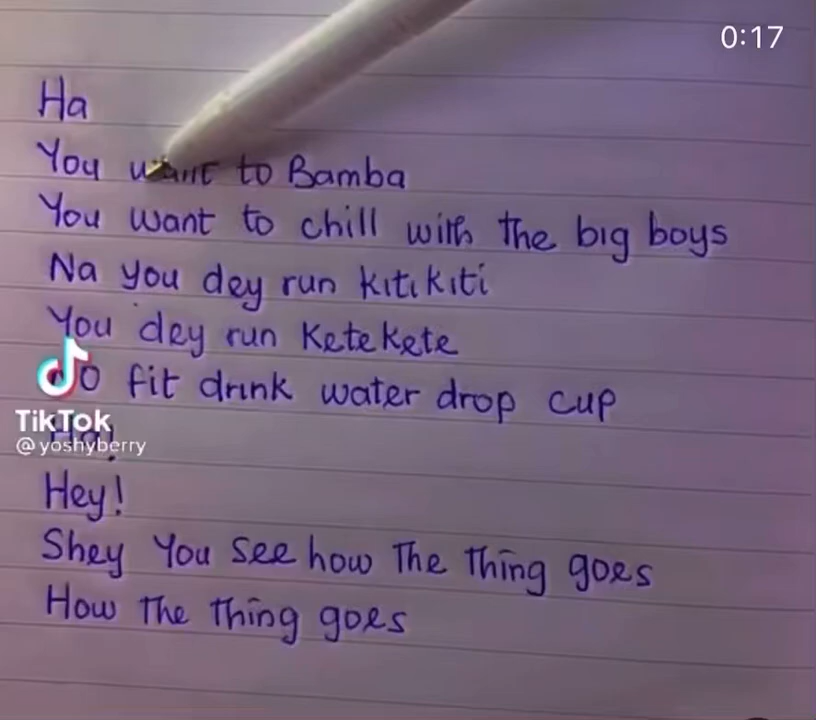 0:17
Ha
You want to Bamba
You want to chill with the big boys
Na you dey run kitikiti
You dey run Ketekete
No fit drink water drop cup
TikTok
Ha!
@yoshyberry
Hey!
Shey You see how The Thing goes
How The Thing goes